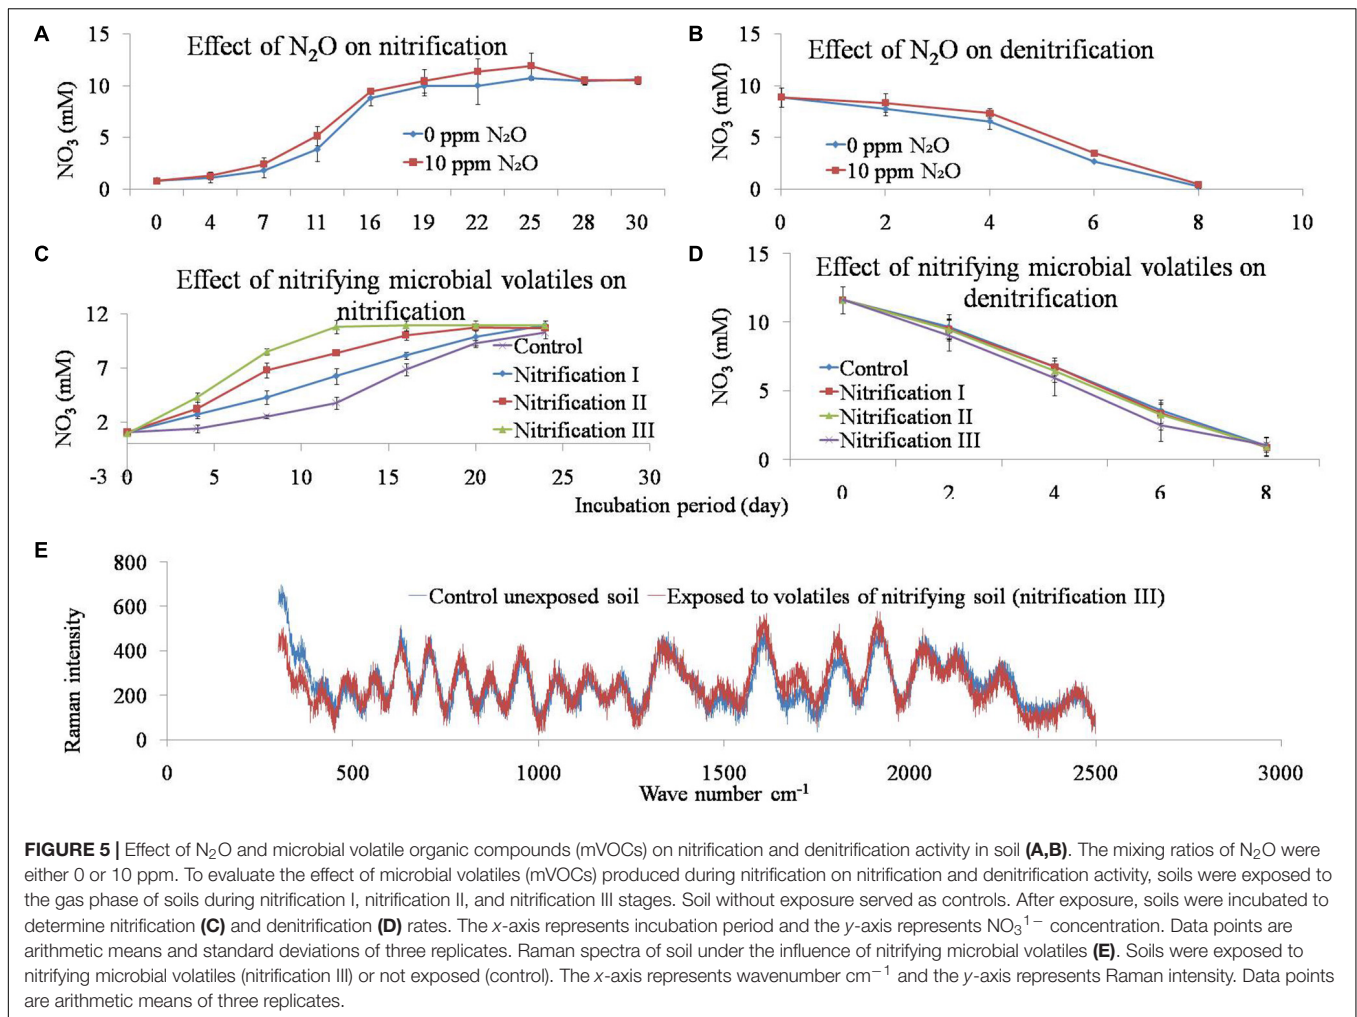 A
Effect of N₂O on nitrification
15
10
5
0
NO₃ (mM)
0 ppm N₂O
10 ppm N₂O
0 4 7 11 16 19 22 25 28 30
B
Effect of N₂O on denitrification
15
10
5
0
NO₃ (mM)
0 ppm N₂O
10 ppm N₂O
0 2 4 6 8 10
C
Effect of nitrifying microbial volatiles on
nitrification
12
7
2
-3
NO₃ (mM)
Control
Nitrification I
Nitrification II
Nitrification III
0 5 10 15 20 25 30
D
Effect of nitrifying microbial volatiles on
denitrification
15
10
5
0
NO₃ (mM)
Control
Nitrification I
Nitrification II
Nitrification III
0 2 4 6 8
Incubation period (day)
E
800
600
400
200
0
Raman intensity
Control unexposed soil
Exposed to volatiles of nitrifying soil (nitrification III)
0 500 1000 1500 2000 2500 3000
Wave number cm⁻¹
FIGURE 5 | Effect of N₂O and microbial volatile organic compounds (mVOCs) on nitrification and denitrification activity in soil (A,B). The mixing ratios of N₂O were
either 0 or 10 ppm. To evaluate the effect of microbial volatiles (mVOCs) produced during nitrification on nitrification and denitrification activity, soils were exposed to
the gas phase of soils during nitrification I, nitrification II, and nitrification III stages. Soil without exposure served as controls. After exposure, soils were incubated to
determine nitrification (C) and denitrification (D) rates. The x-axis represents incubation period and the y-axis represents NO₃¹⁻ concentration. Data points are
arithmetic means and standard deviations of three replicates. Raman spectra of soil under the influence of nitrifying microbial volatiles (E). Soils were exposed to
nitrifying microbial volatiles (nitrification III) or not exposed (control). The x-axis represents wavenumber cm⁻¹ and the y-axis represents Raman intensity. Data points
are arithmetic means of three replicates.